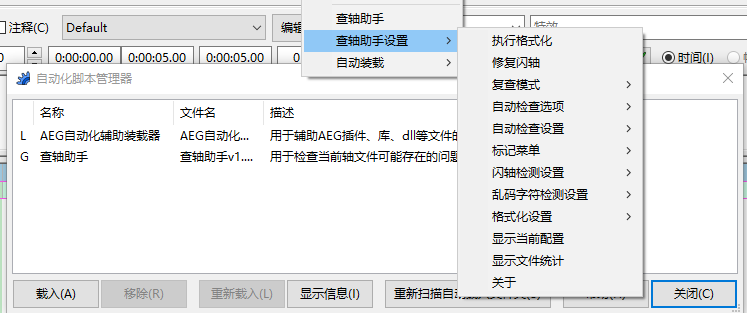 注释(C)
Default
编辑
查轴助手
特效
查轴助手设置
自动装载
执行格式化
修复闪轴
复查模式
自动检查选项
自动检查设置
标记菜单
闪轴检测设置
乱码字符检测设置
格式化设置
显示当前配置
显示文件统计
关于
0
0:00:00.00
0:00:05.00
0:00:05.00
0
时间(I)
自动化脚本管理器
名称
文件名
描述
L
AEG自动化辅助装载器
AEG自动化...
用于辅助AEG插件、库、dll等文件的
G
查轴助手
查轴助手v1....
用于检查当前轴文件可能存在的问题
载入(A)
移除(R)
重新载入(L)
显示信息(I)
重新扫描自动
关闭(C)